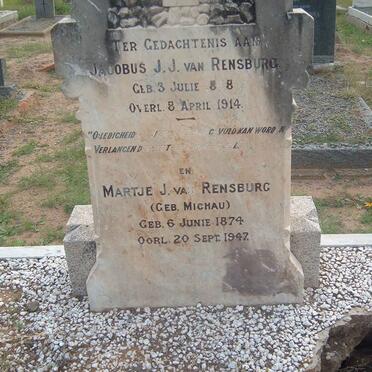 TER GEDACHTENIS AAN
JACOBUS J. J. VAN RENSBURG
GEB. 3 JULIE
OVERL. 8 APRIL 1914.
VERLANGEND
EN
MARTJE J. VAN RENSBURG
(GEB. MICHAU)
GEB. 6 JUNIE 1874
OORL. 20 SEPT. 1947.